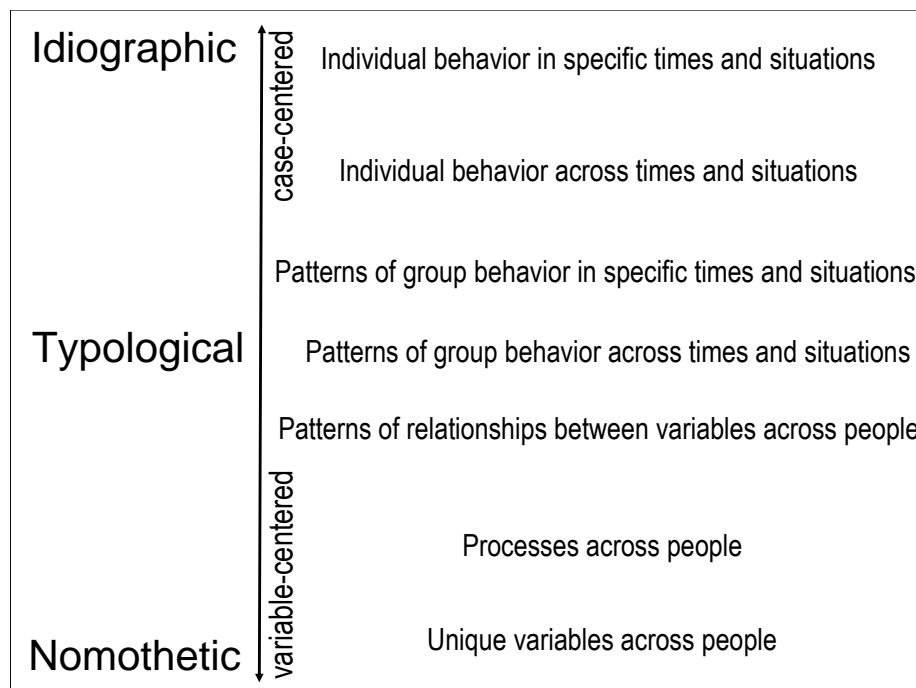 Idiographic
case-centered
Individual behavior in specific times and situations
Individual behavior across times and situations
Patterns of group behavior in specific times and situations
Typological
Patterns of group behavior across times and situations
Patterns of relationships between variables across people
variable-centered
Processes across people
Nomothetic
Unique variables across people